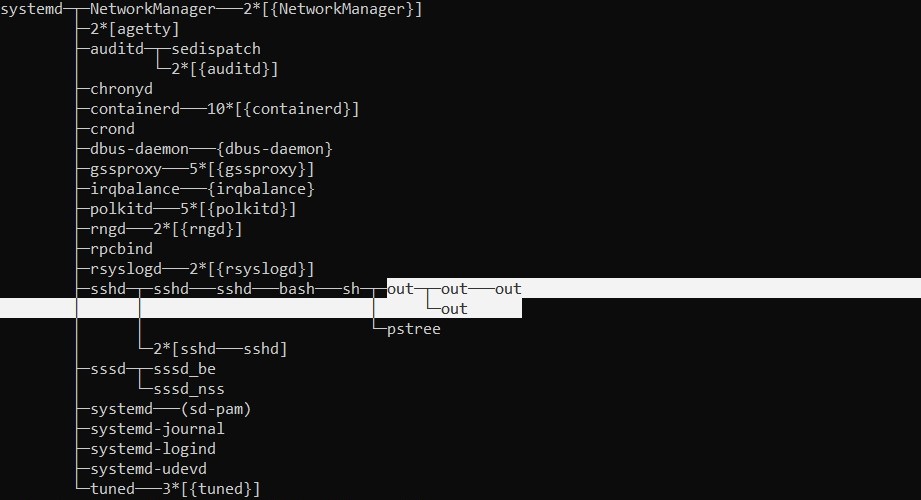 systemd─┬─NetworkManager───2*[{NetworkManager}]
        ├─2*[agetty]
        ├─auditd─┬─sedispatch
        │        └─2*[{auditd}]
        ├─chronyd
        ├─containerd───10*[{containerd}]
        ├─crond
        ├─dbus-daemon───{dbus-daemon}
        ├─gssproxy───5*[{gssproxy}]
        ├─irqbalance───{irqbalance}
        ├─polkitd───5*[{polkitd}]
        ├─rngd───2*[{rngd}]
        ├─rpcbind
        ├─rsyslogd───2*[{rsyslogd}]
        ├─sshd─┬─sshd───sshd───bash───sh─┬─out─┬─out───out
        │      │                         │     └─out
        │      │                         └─pstree
        │      └─2*[sshd───sshd]
        ├─sssd─┬─sssd_be
        │      └─sssd_nss
        ├─systemd───(sd-pam)
        ├─systemd-journal
        ├─systemd-logind
        ├─systemd-udevd
        └─tuned───3*[{tuned}]